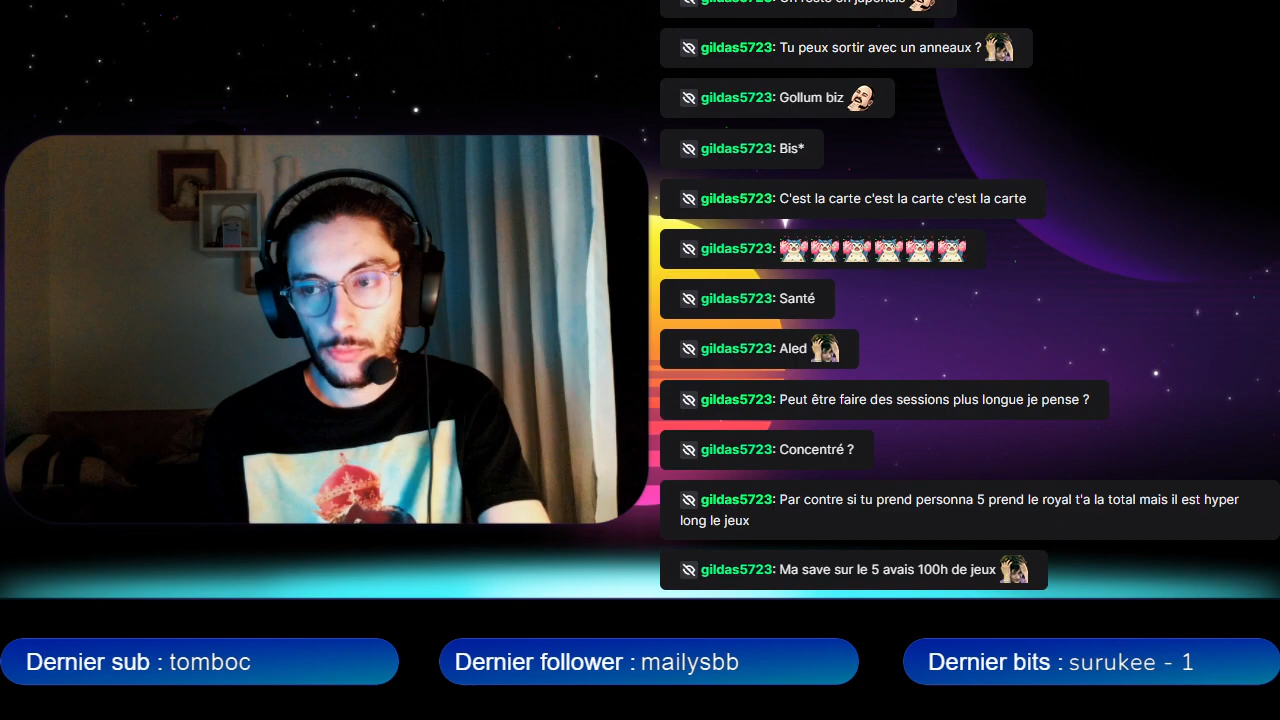 gildas5723:
gildas5723: Tu peux sortir avec un anneaux ?
gildas5723: Gollum biz
gildas5723: Bis*
gildas5723: C'est la carte c'est la carte c'est la carte
gildas5723:
gildas5723: Santé
gildas5723: Aled
gildas5723: Peut être faire des sessions plus longue je pense ?
gildas5723: Concentré ?
gildas5723: Par contre si tu prend personna 5 prend le royal t'a la total mais il est hyper
long le jeux
gildas5723: Ma save sur le 5 avais 100h de jeux
Dernier sub : tomboc
Dernier follower : mailysbb
Dernier bits : surukee - 1